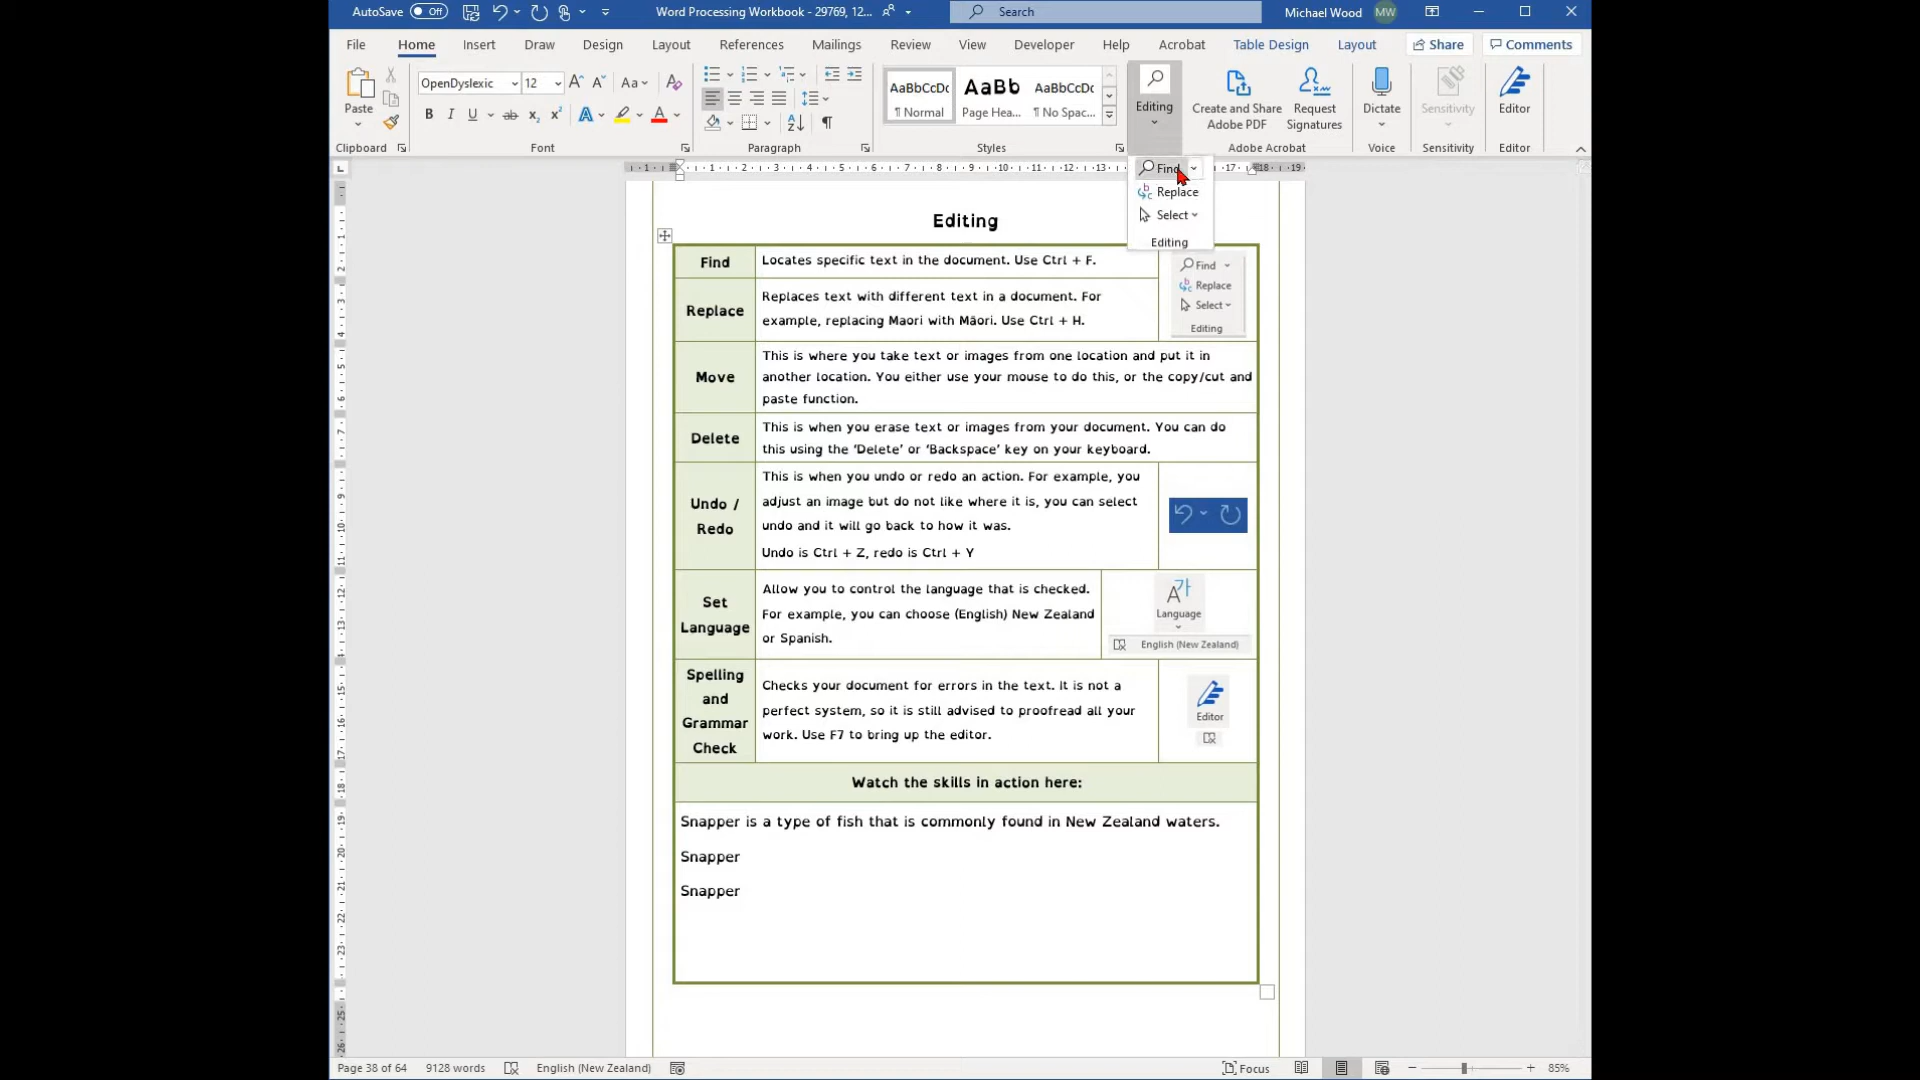 AutoSave Off Word Processing Workbook - 29769, 12... Search Michael Wood MW
File Home Insert Draw Design Layout References Mailings Review View Developer Help Acrobat Table Design Layout Share Comments
OpenDyslexic 12 Aa
Paste
B I U ab x₂ x² A A
AaBbCcDc AaBb AaBbCcDc
¶ Normal Page Hea... ¶ No Spac...
Editing
Create and Share Adobe PDF
Request Signatures
Dictate
Sensitivity
Editor
Clipboard Font Paragraph Styles Adobe Acrobat Voice Sensitivity Editor
Find
Replace
Select
Editing
Editing
Find
Locates specific text in the document. Use Ctrl + F.
Find
Replace
Select
Editing
Replace
Replaces text with different text in a document. For
example, replacing Maori with Māori. Use Ctrl + H.
Move
This is where you take text or images from one location and put it in
another location. You either use your mouse to do this, or the copy/cut and
paste function.
Delete
This is when you erase text or images from your document. You can do
this using the 'Delete' or 'Backspace' key on your keyboard.
Undo /
Redo
This is when you undo or redo an action. For example, you
adjust an image but do not like where it is, you can select
undo and it will go back to how it was.
Undo is Ctrl + Z, redo is Ctrl + Y
Set
Language
Allow you to control the language that is checked.
For example, you can choose (English) New Zealand
or Spanish.
Language
English (New Zealand)
Spelling
and
Grammar
Check
Checks your document for errors in the text. It is not a
perfect system, so it is still advised to proofread all your
work. Use F7 to bring up the editor.
Editor
Watch the skills in action here:
Snapper is a type of fish that is commonly found in New Zealand waters.
Snapper
Snapper
Page 38 of 64 9128 words English (New Zealand) Focus 85%